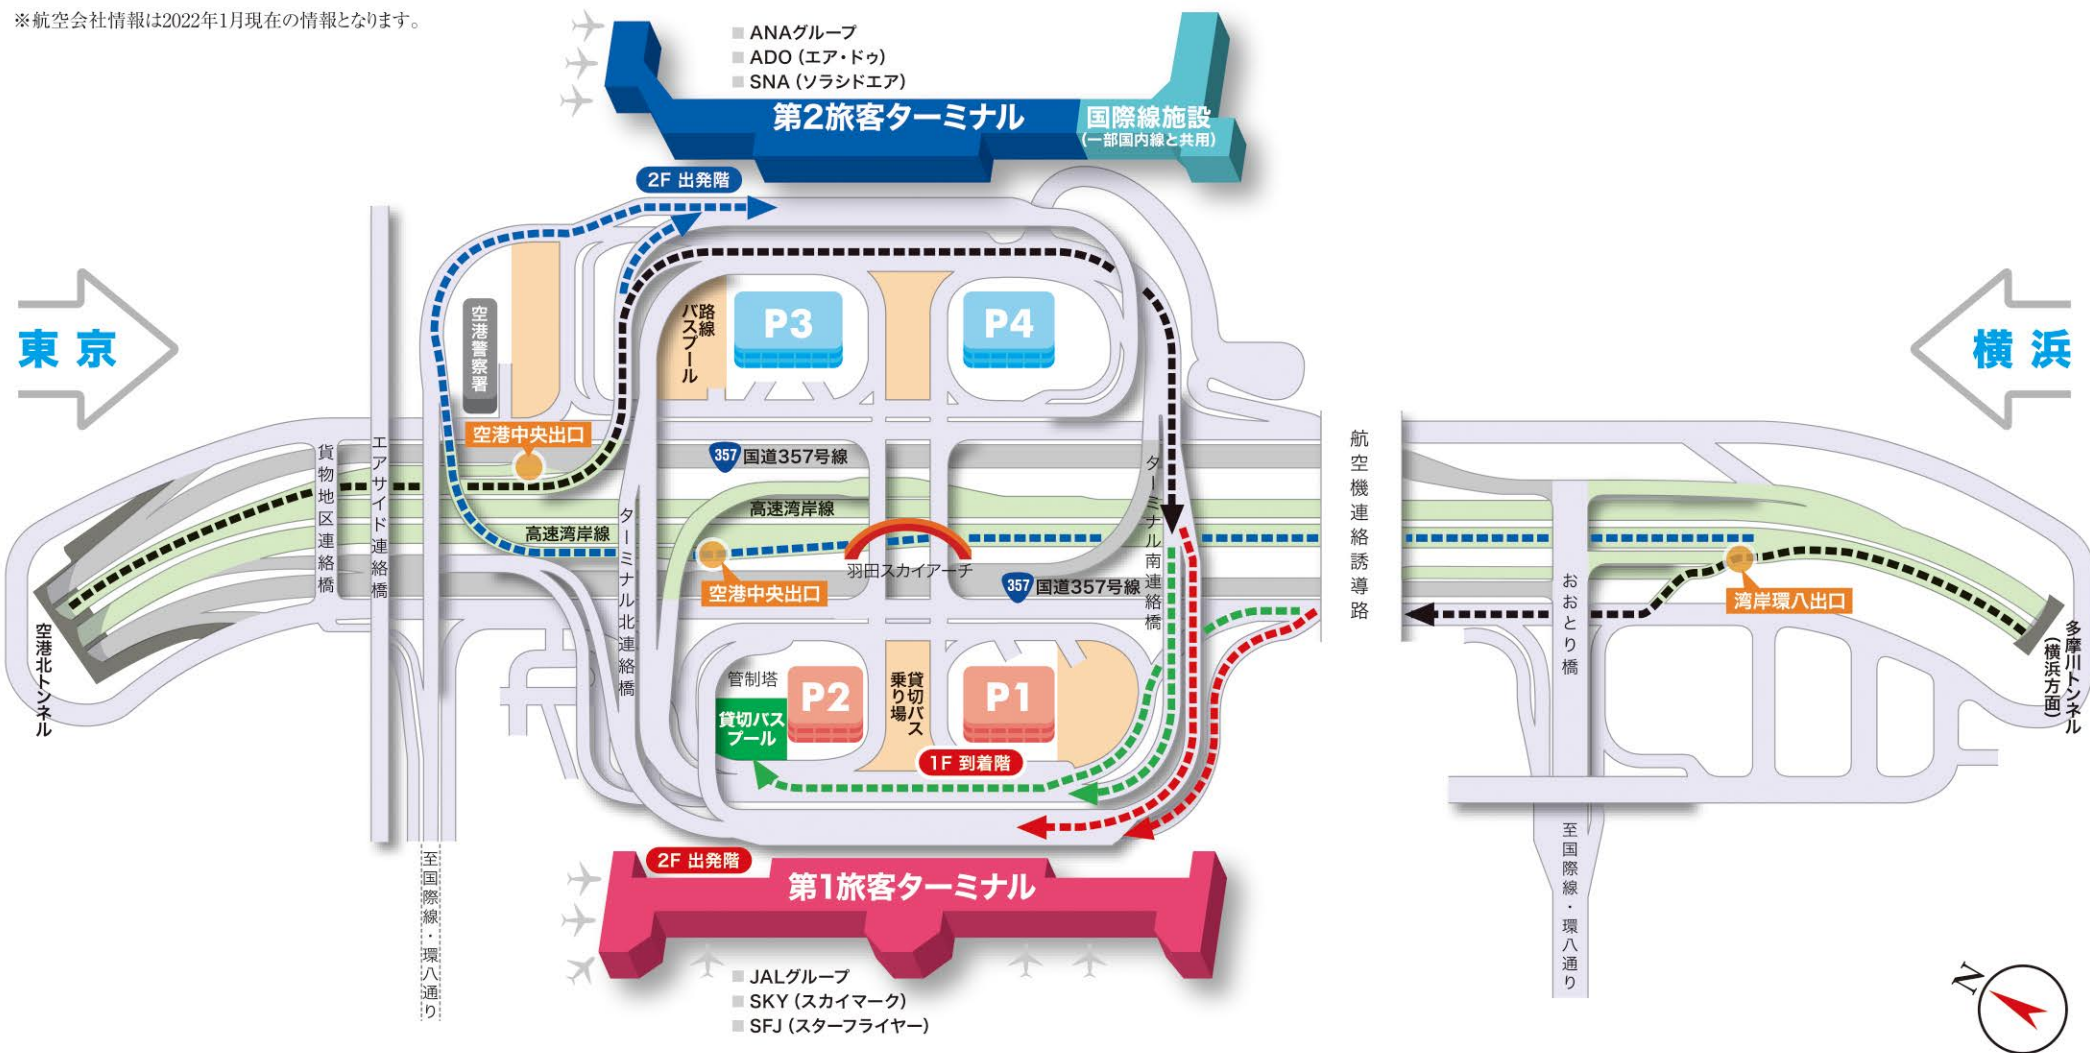 ※航空会社情報は2022年1月現在の情報となります。
■ ANAグループ
■ ADO (エア・ドゥ)
■ SNA (ソラシドエア)
第2旅客ターミナル
国際線施設
(一部国内線と共用)
2F 出発階
東京
横浜
空港警察署
路線
バスプール
P3
P4
空港中央出口
357 国道357号線
貨物地区連絡橋
エアサイド連絡橋
高速湾岸線
高速湾岸線
ターミナル北連絡橋
ターミナル南連絡橋
航空機連絡誘導路
羽田スカイアーチ
空港中央出口
357 国道357号線
おおとり橋
湾岸環八出口
空港北トンネル
多摩川トンネル
(横浜方面)
管制塔
P2
貸切バス
乗り場
P1
貸切バス
プール
1F 到着階
2F 出発階
第1旅客ターミナル
至国際線・環八通り
至国際線・環八通り
■ JALグループ
■ SKY (スカイマーク)
■ SFJ (スターフライヤー)
N